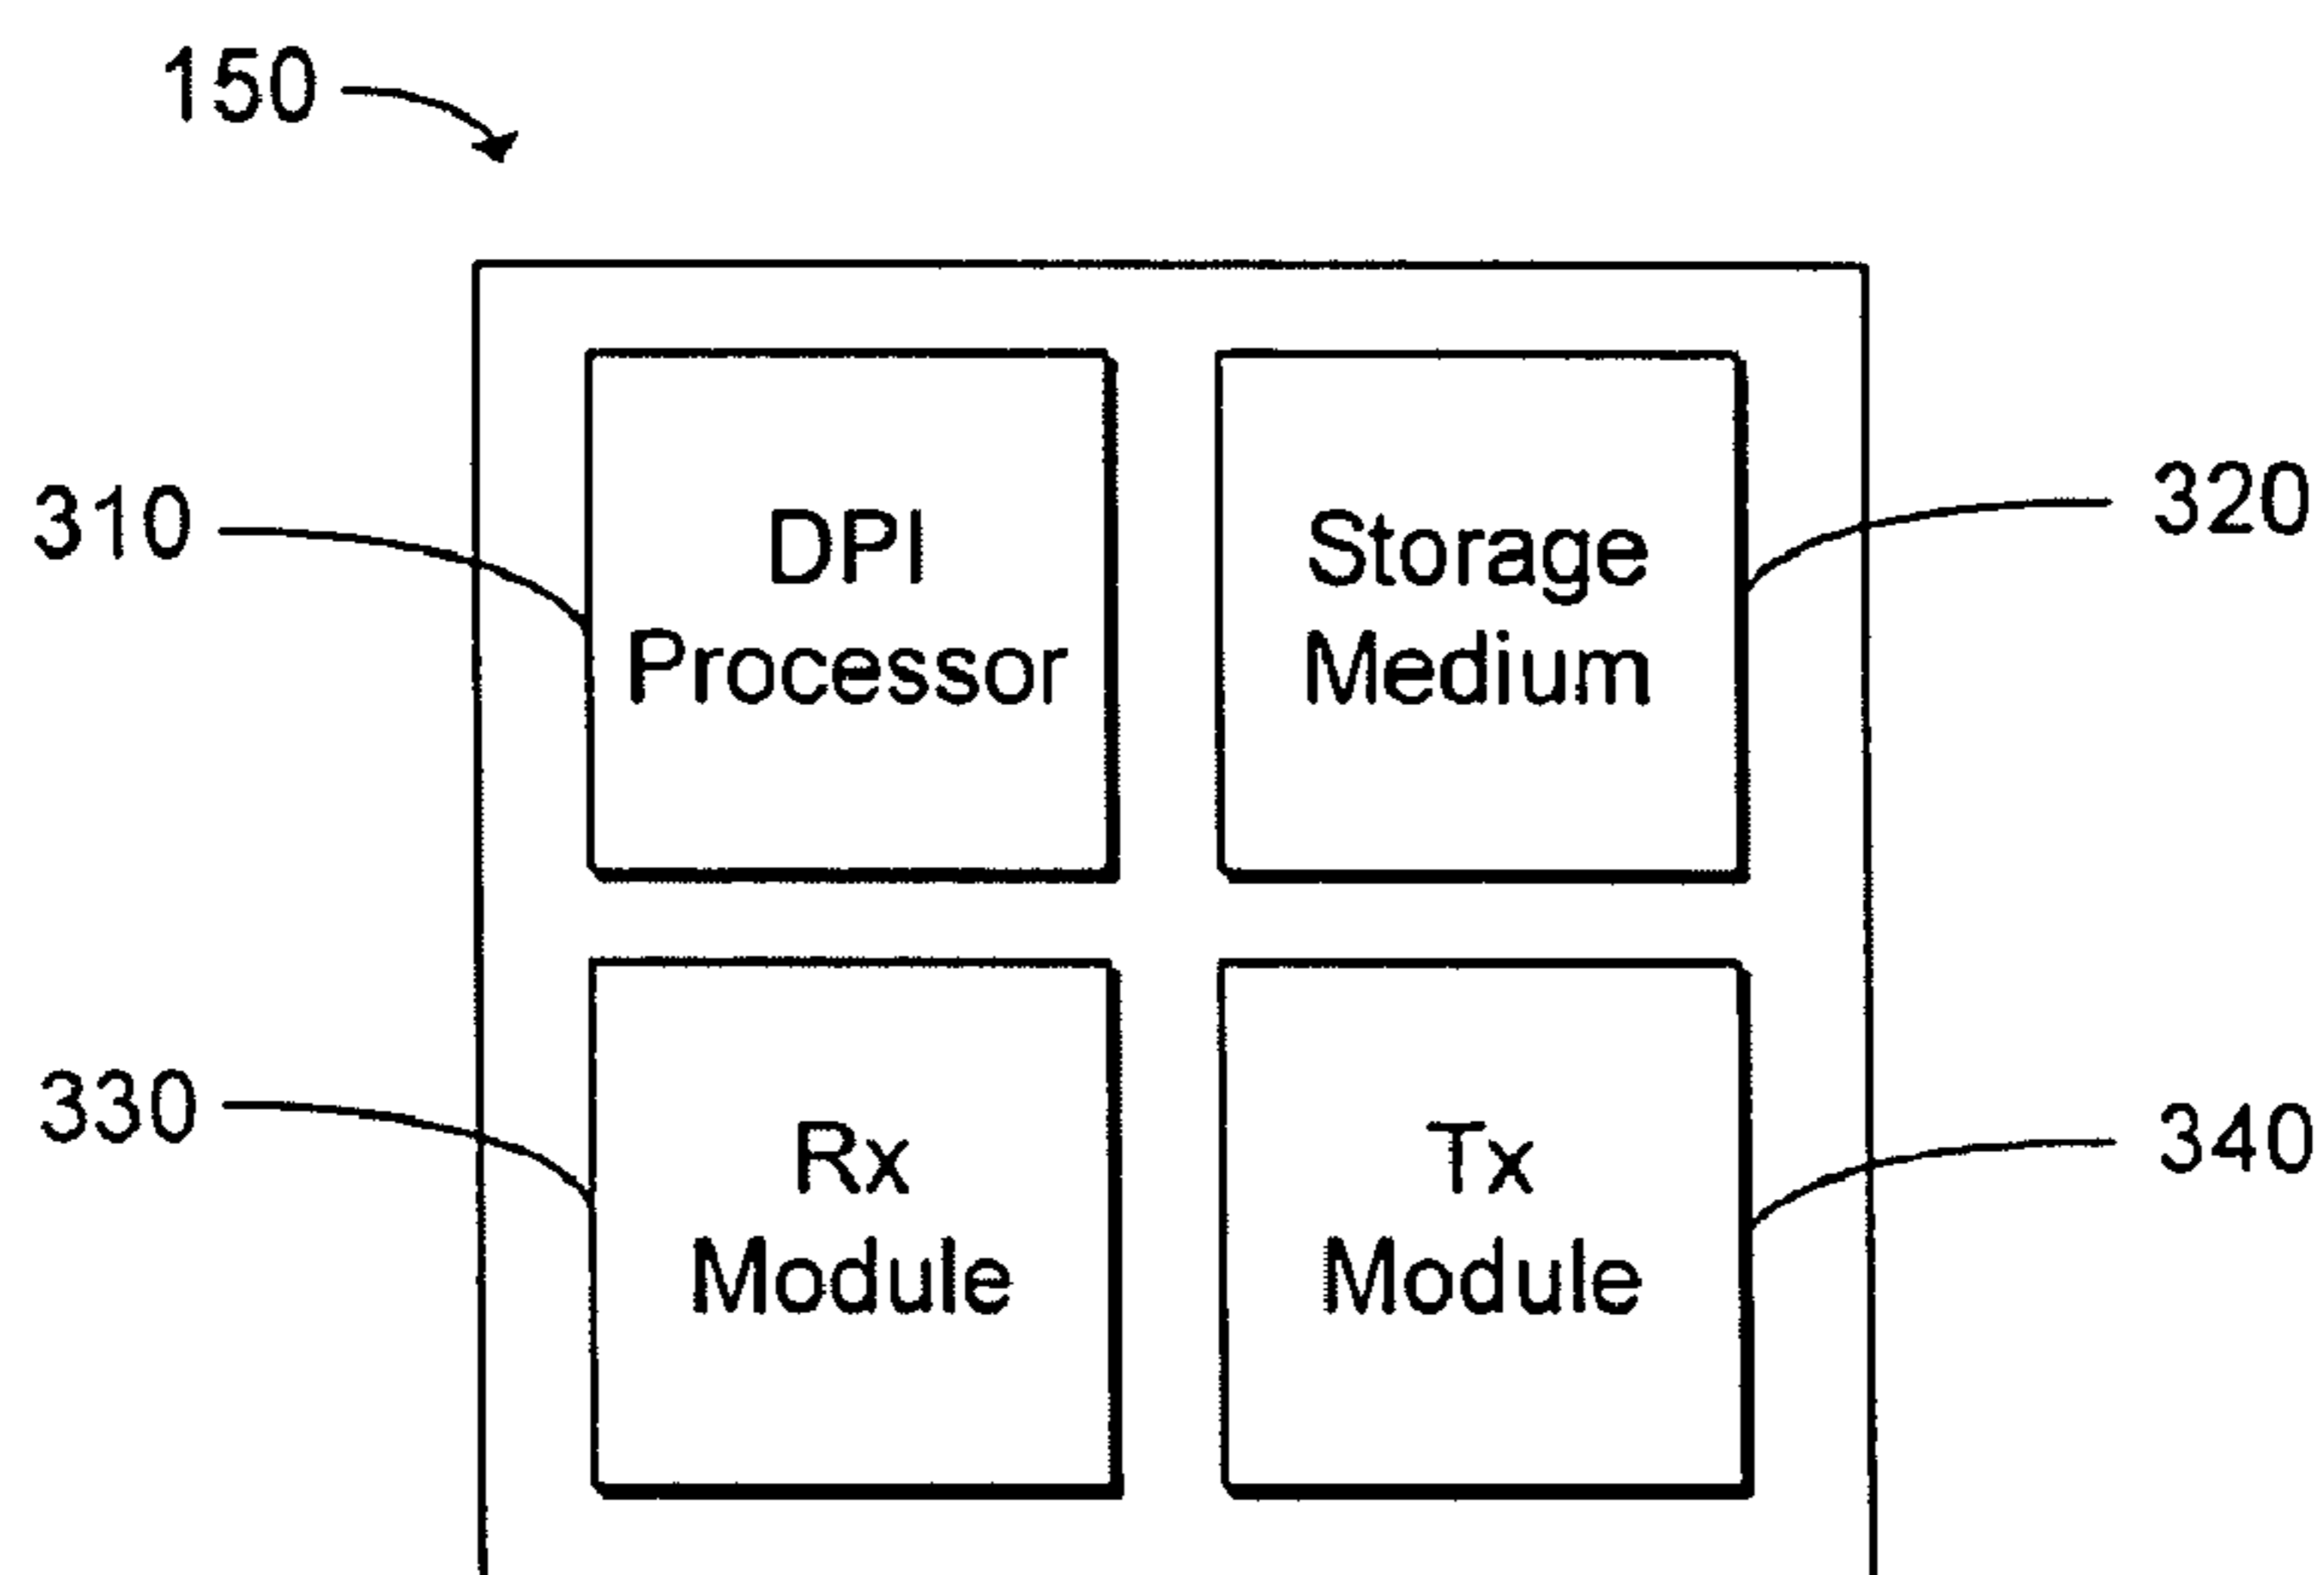 150
310
DPI
Processor
Storage
Medium
320
330
Rx
Module
Tx
Module
340